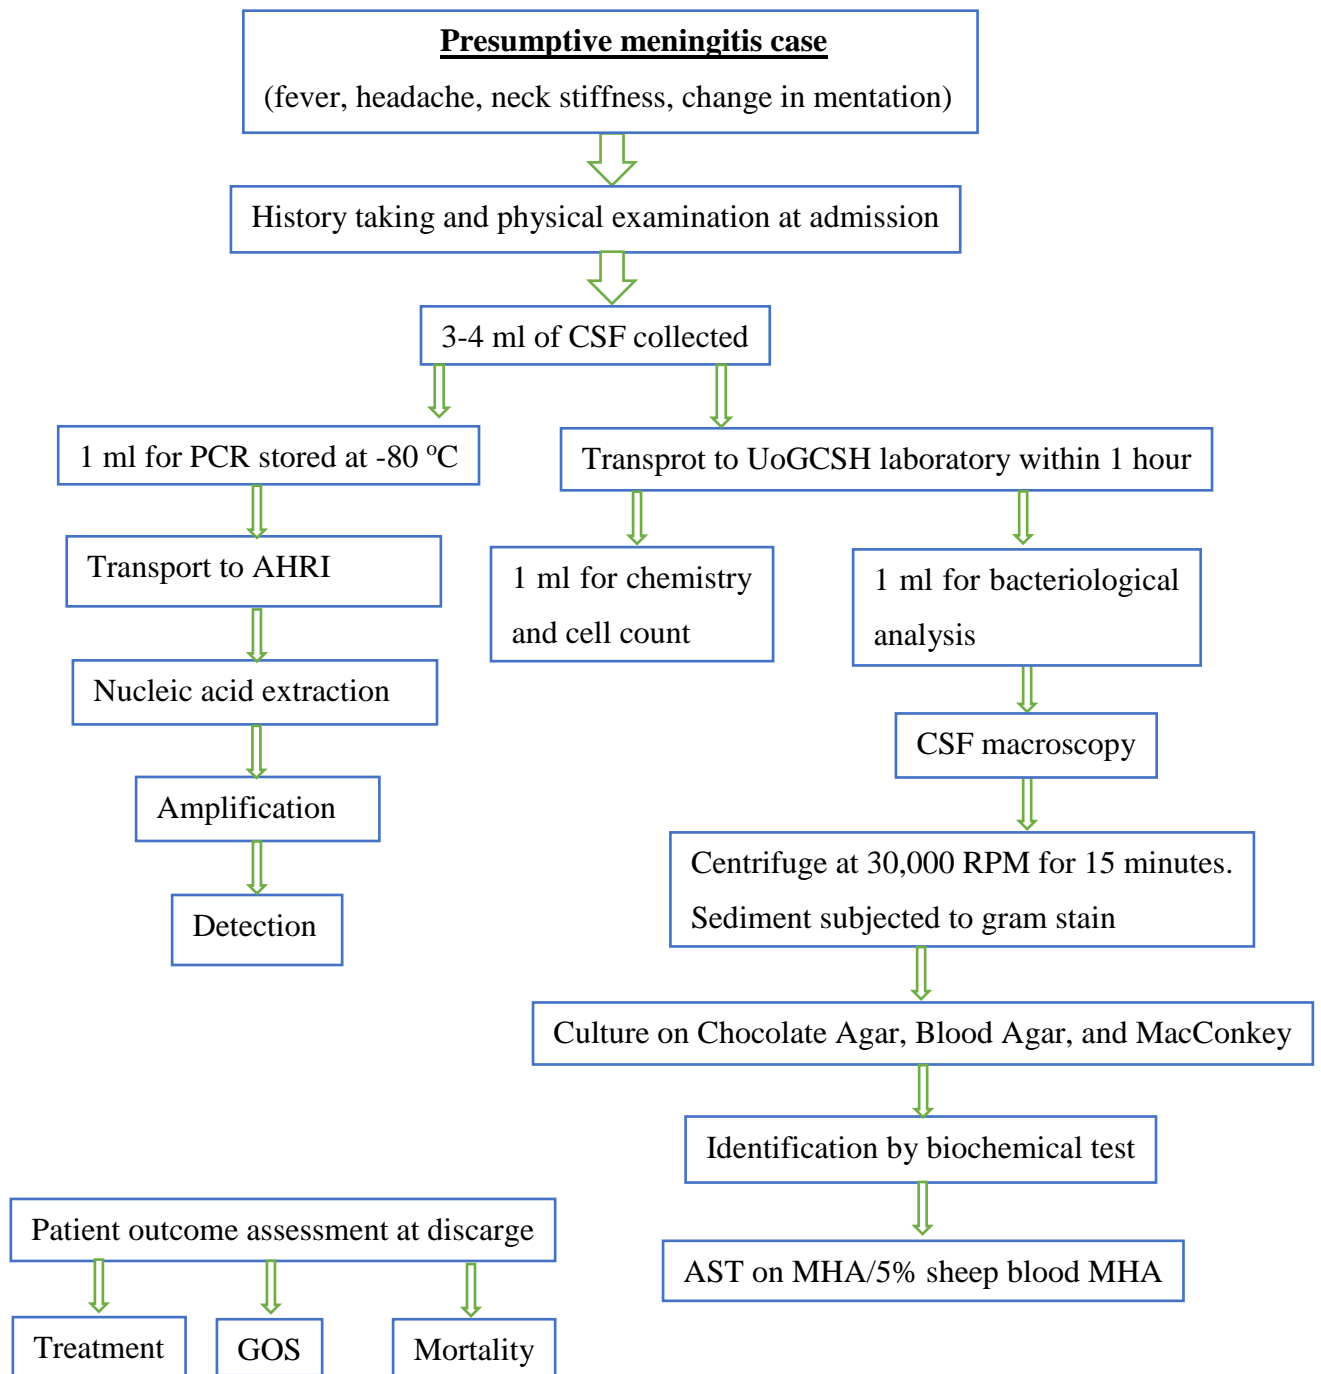 Presumptive meningitis case
(fever, headache, neck stiffness, change in mentation)
History taking and physical examination at admission
3-4 ml of CSF collected
1 ml for PCR stored at -80 ºC
Transprot to UoGCSH laboratory within 1 hour
Transport to AHRI
1 ml for chemistry
and cell count
1 ml for bacteriological
analysis
Nucleic acid extraction
CSF macroscopy
Amplification
Centrifuge at 30,000 RPM for 15 minutes.
Sediment subjected to gram stain
Detection
Culture on Chocolate Agar, Blood Agar, and MacConkey
Identification by biochemical test
Patient outcome assessment at discarge
AST on MHA/5% sheep blood MHA
Treatment
GOS
Mortality